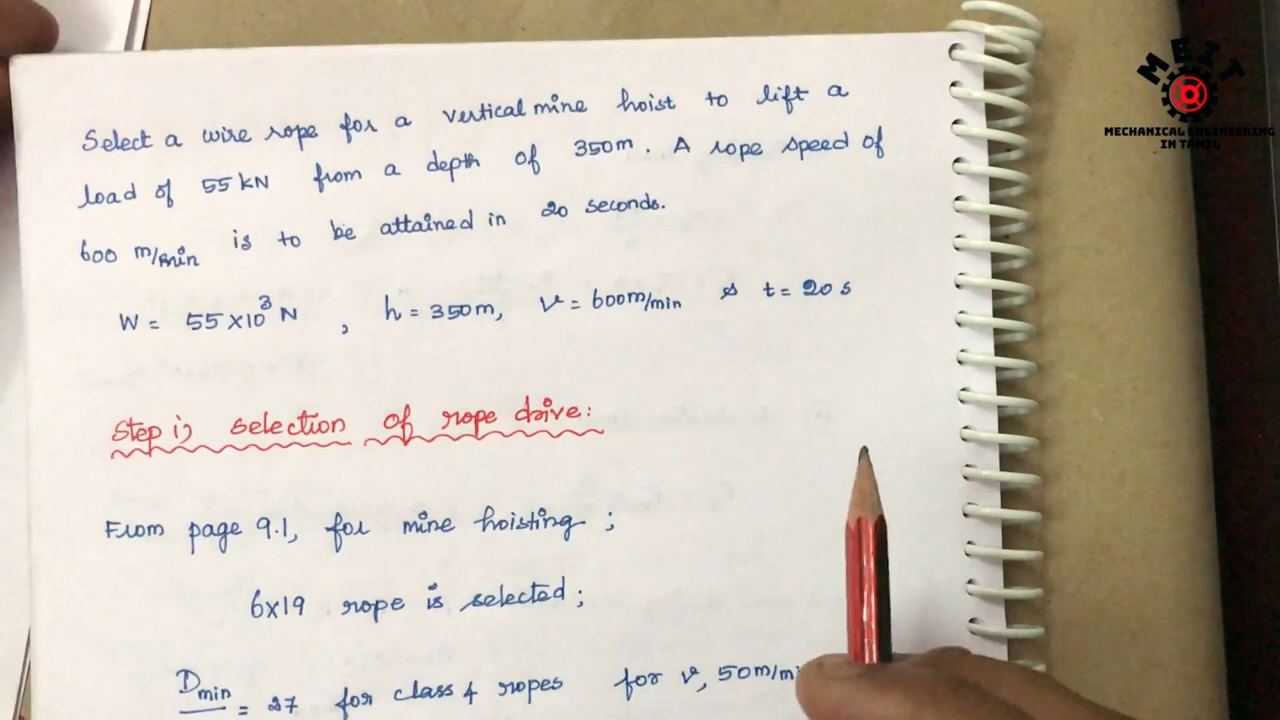 Select a wire rope for a vertical mine hoist to lift a
load of 55 kN from a depth of 350m. A rope speed of
600 m/min is to be attained in 20 seconds.
W = 55×10³ N , h = 350m, v = 600m/min & t = 20 s
Step i) selection of rope drive:
From page 9.1, for mine hoisting ;
6×19 rope is selected ;
Dmin = 27 for class 4 ropes for v, 50m/mi
MEIT
MECHANICAL ENGINEERING
IN TAMIL